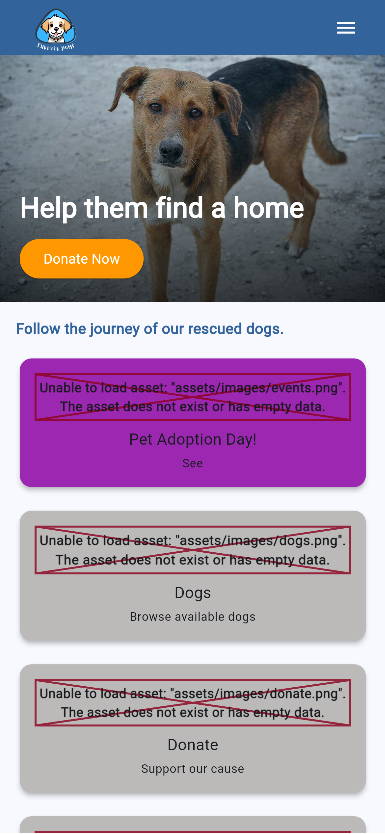 Help them find a home
Donate Now
Follow the journey of our rescued dogs.
Unable to load asset: "assets/images/events.png".
The asset does not exist or has empty data.
Pet Adoption Day!
See
Unable to load asset: "assets/images/dogs.png".
The asset does not exist or has empty data.
Dogs
Browse available dogs
Unable to load asset: "assets/images/donate.png".
The asset does not exist or has empty data.
Donate
Support our cause